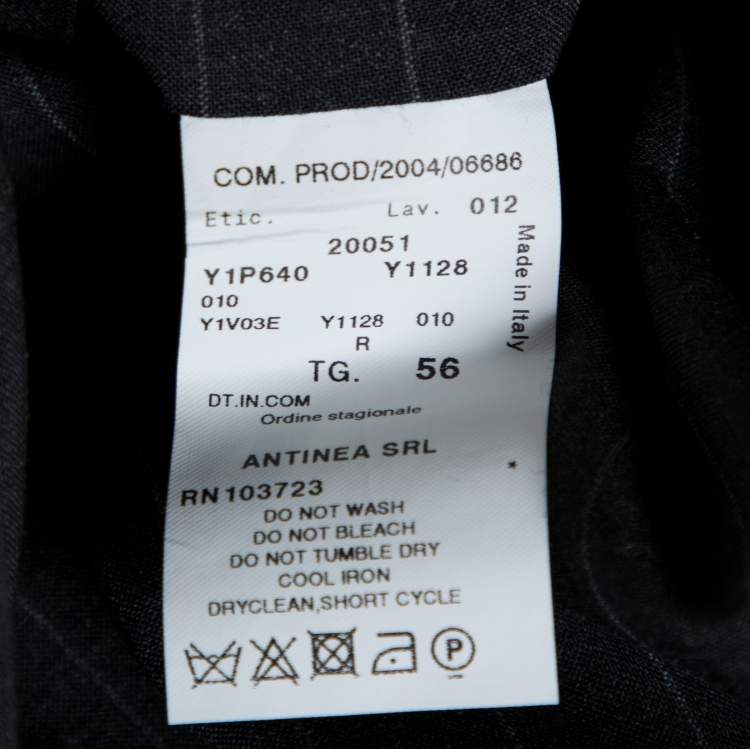 COM. PROD/2004/06686
Etic. Lav. 012
20051
Y1P640 Y1128
010
Y1V03E Y1128 010
R
TG. 56
Made in Italy
DT.IN.COM
Ordine stagionale
ANTINEA SRL
*
RN103723
DO NOT WASH
DO NOT BLEACH
DO NOT TUMBLE DRY
COOL IRON
DRYCLEAN,SHORT CYCLE
P